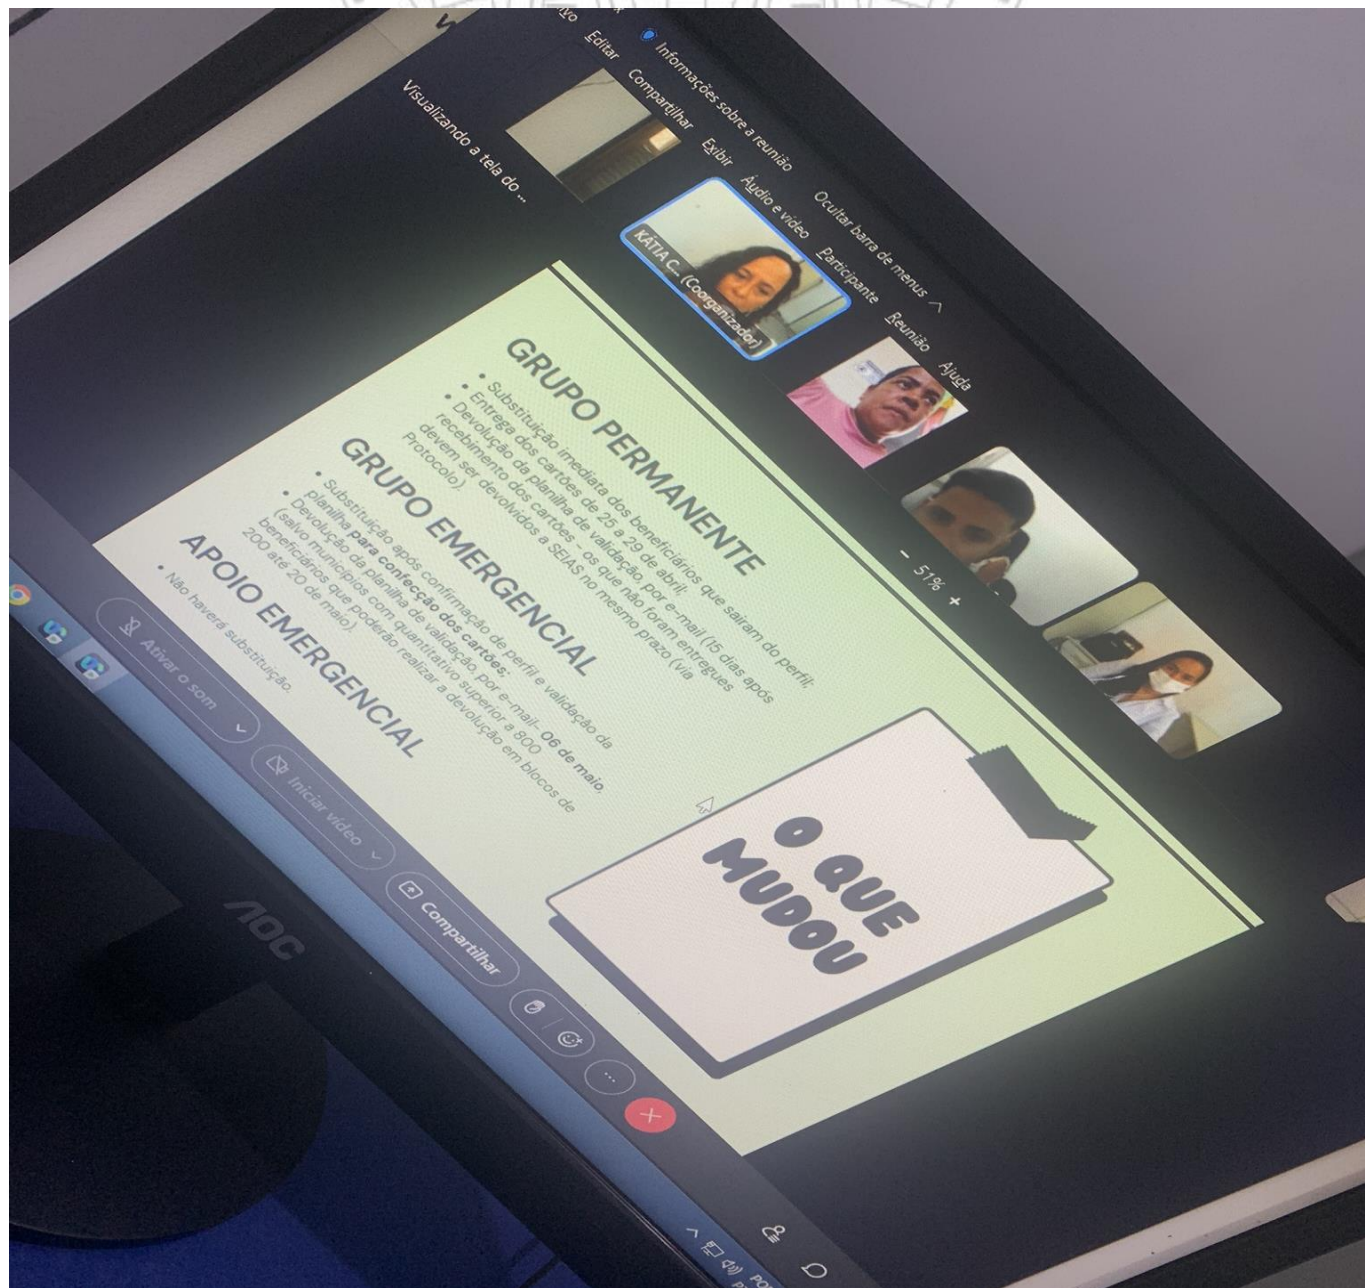 Informações sobre a reunião
Ocultar barra de menus
Editar
Compartilhar
Exibir
Áudio e vídeo
Participante
Reunião
Ajuda
Visualizando a tela do ...
KÁTIA C... (Coorganizador)
- 51% +
GRUPO PERMANENTE
• Substituição imediata dos beneficiários que saíram do perfil;
• Entrega dos cartões de 25 a 29 de abril;
• Devolução da planilha de validação, por e-mail (15 dias após
recebimento dos cartões - os que não foram entregues
devem ser devolvidos a SEIAS no mesmo prazo (via
Protocolo).
GRUPO EMERGENCIAL
• Substituição após confirmação de perfil e validação da
planilha para confecção dos cartões;
• Devolução da planilha de validação, por e-mail- 06 de maio,
(salvo municípios com quantitativo superior a 800
beneficiários que poderão realizar a devolução em blocos de
200 até 20 de maio).
APOIO EMERGENCIAL
• Não haverá substituição.
O QUE
MUDOU
Ativar o som
Iniciar vídeo
Compartilhar
AOC